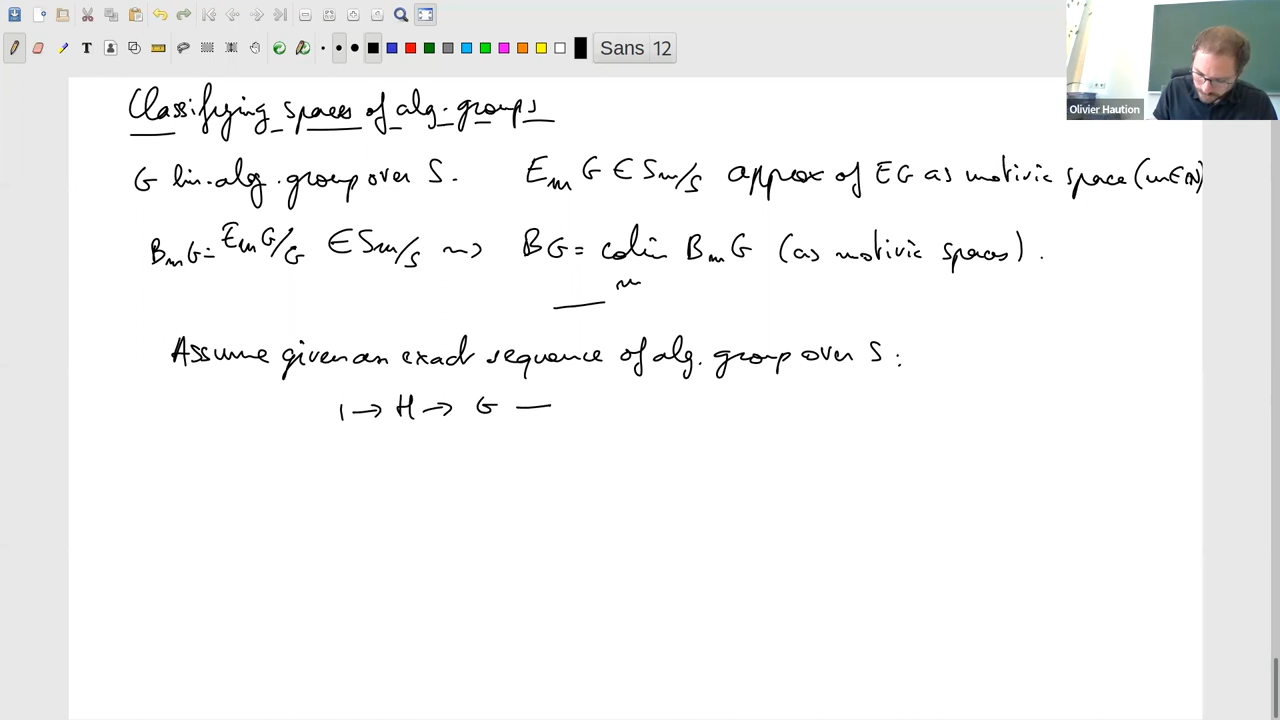 Sans 12
Olivier Haution
Classifying spaces of alg. groups
G lin. alg. group over S. E_m G ∈ Sm/S approx of EG as motivic space (m∈ℕ)
B_m G = E_m G/G ∈ Sm/S ⇝ BG = colim_m B_m G (as motivic spaces).
Assume given an exact sequence of alg. group over S:
1 → H → G —